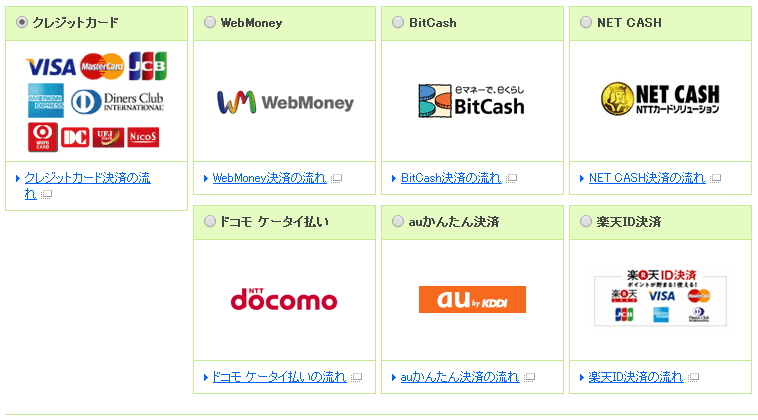 クレジットカード
WebMoney
BitCash
NET CASH
VISA MasterCard JCB
AMERICAN EXPRESS
Diners Club
INTERNATIONAL
MUFG CARD DC UFJ CARD NICOS
WebMoney
eマネーで、eくらし
BitCash
NET CASH
NTTカードソリューション
クレジットカード決済の流
れ
WebMoney決済の流れ
BitCash決済の流れ
NET CASH決済の流れ
ドコモ ケータイ払い
auかんたん決済
楽天ID決済
NTT
docomo
au by KDDI
楽天ID決済
ポイントが貯まる!使える!
楽天 VISA MasterCard
JCB
Diners Club
ドコモ ケータイ払いの流れ
auかんたん決済の流れ
楽天ID決済の流れ